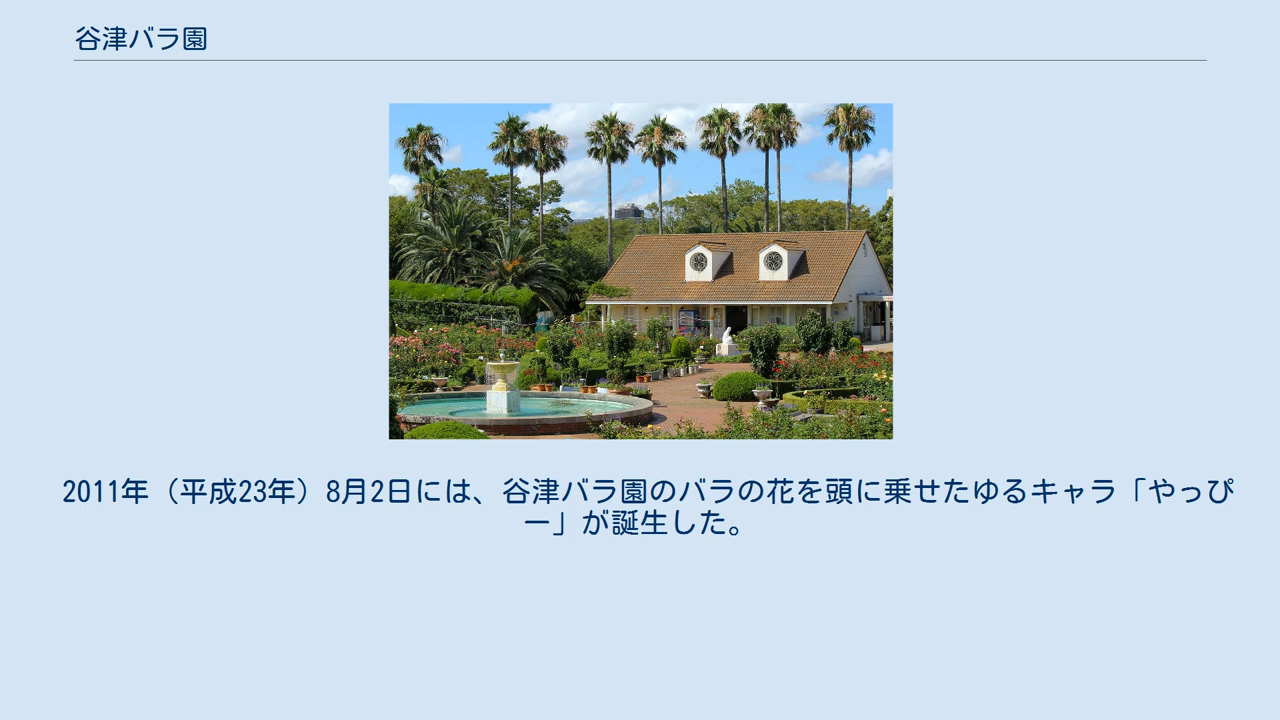 谷津バラ園
2011年（平成23年）8月2日には、谷津バラ園のバラの花を頭に乗せたゆるキャラ「やっぴ
ー」が誕生した。